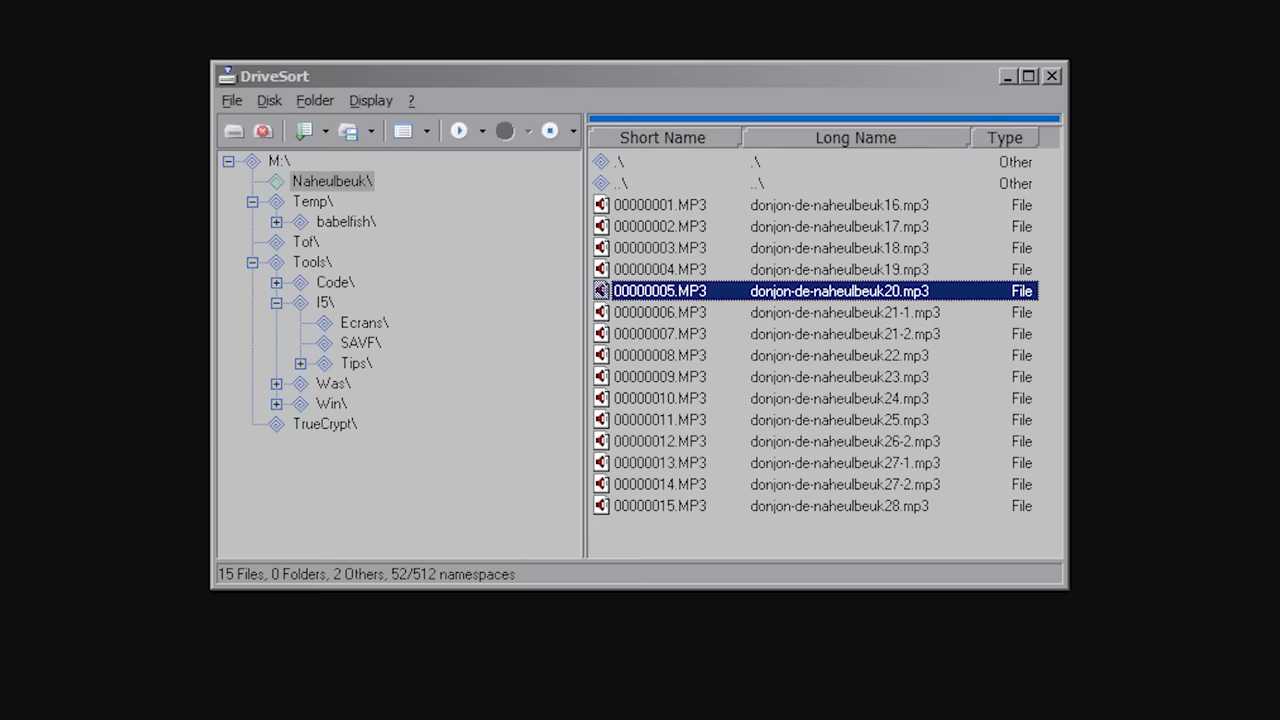 DriveSort
File Disk Folder Display ?
Short Name Long Name Type
M:\
Naheulbeuk\
Temp\
babelfish\
Tof\
Tools\
Code\
I5\
Ecrans\
SAVF\
Tips\
Was\
Win\
TrueCrypt\
.\ .\ Other
..\ ..\ Other
00000001.MP3 donjon-de-naheulbeuk16.mp3 File
00000002.MP3 donjon-de-naheulbeuk17.mp3 File
00000003.MP3 donjon-de-naheulbeuk18.mp3 File
00000004.MP3 donjon-de-naheulbeuk19.mp3 File
00000005.MP3 donjon-de-naheulbeuk20.mp3 File
00000006.MP3 donjon-de-naheulbeuk21-1.mp3 File
00000007.MP3 donjon-de-naheulbeuk21-2.mp3 File
00000008.MP3 donjon-de-naheulbeuk22.mp3 File
00000009.MP3 donjon-de-naheulbeuk23.mp3 File
00000010.MP3 donjon-de-naheulbeuk24.mp3 File
00000011.MP3 donjon-de-naheulbeuk25.mp3 File
00000012.MP3 donjon-de-naheulbeuk26-2.mp3 File
00000013.MP3 donjon-de-naheulbeuk27-1.mp3 File
00000014.MP3 donjon-de-naheulbeuk27-2.mp3 File
00000015.MP3 donjon-de-naheulbeuk28.mp3 File
15 Files, 0 Folders, 2 Others, 52/512 namespaces